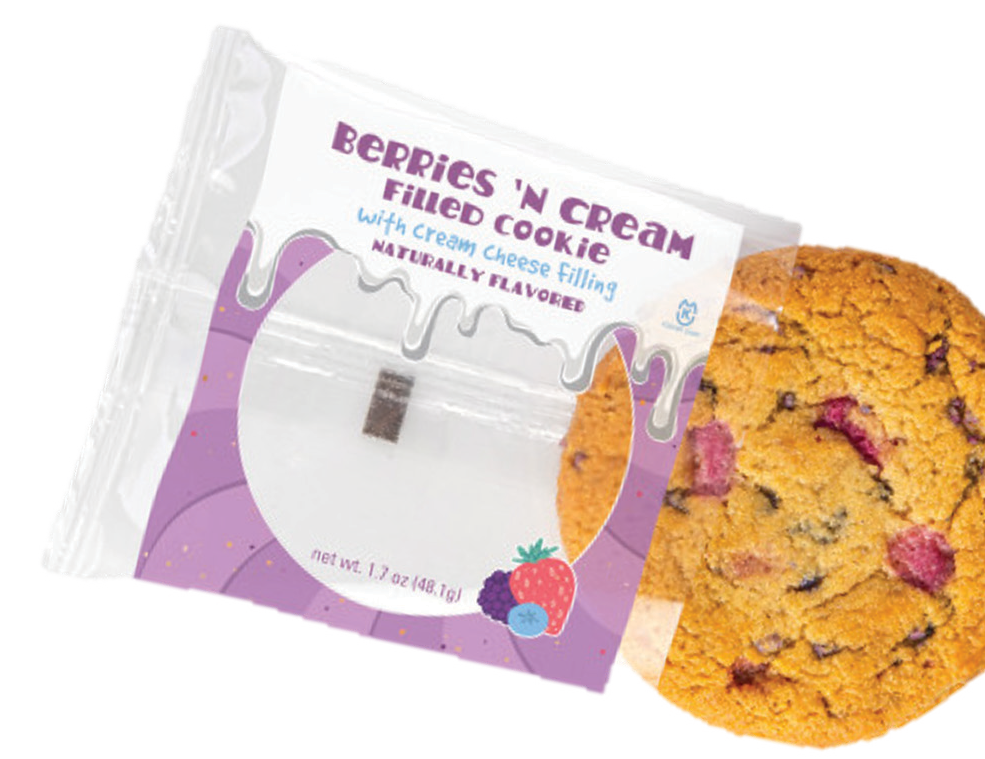 BERRIES 'N CREAM
FILLED COOKIE
with cream cheese filling
NATURALLY FLAVORED
K
net wt. 1.7 oz (48.1g)